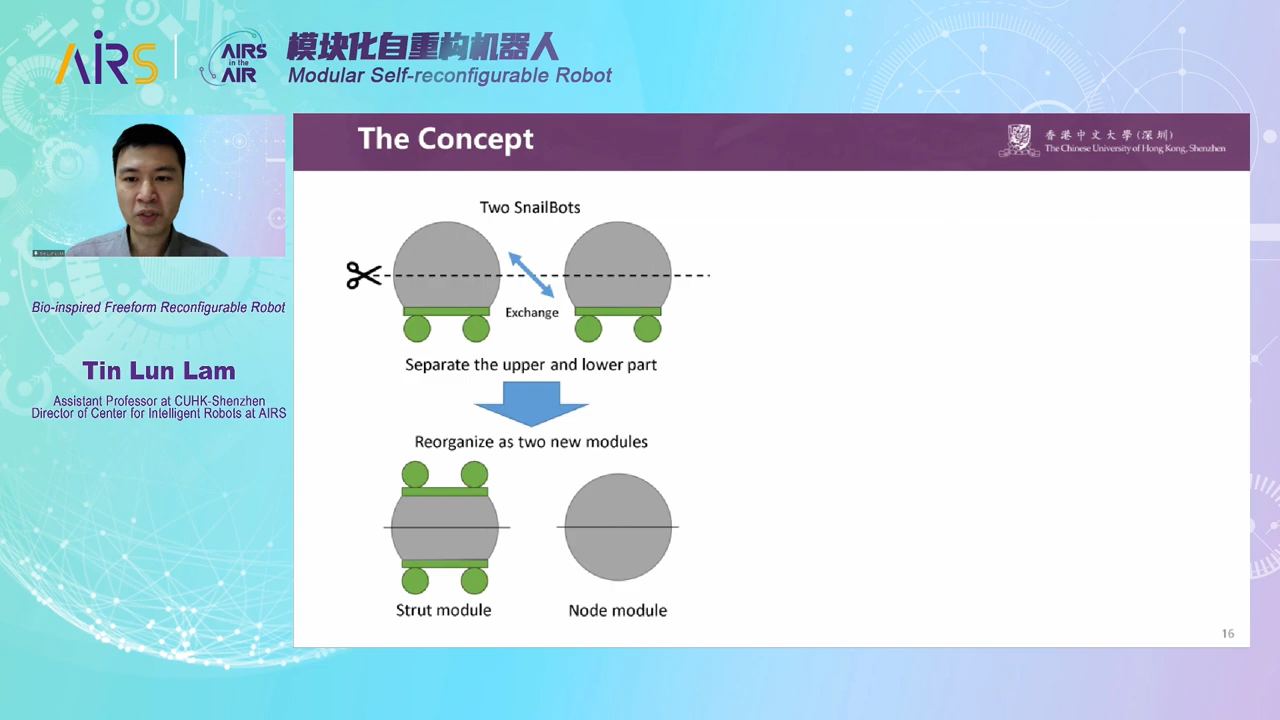 AIRS
AIRS
in the
AIR
模块化自重构机器人
Modular Self-reconfigurable Robot
The Concept
香港中文大學(深圳)
The Chinese University of Hong Kong, Shenzhen
Bio-inspired Freeform Reconfigurable Robot
Tin Lun Lam
Assistant Professor at CUHK-Shenzhen
Director of Center for Intelligent Robots at AIRS
Two SnailBots
Exchange
Separate the upper and lower part
Reorganize as two new modules
Strut module
Node module
16